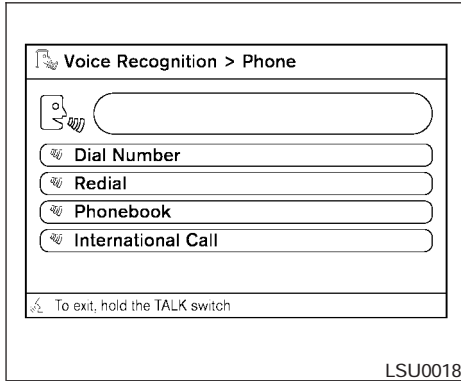 Voice Recognition > Phone
Dial Number
Redial
Phonebook
International Call
To exit, hold the TALK switch
LSU0018